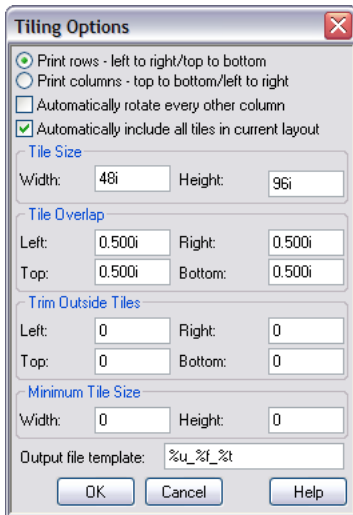 Tiling Options
Print rows - left to right/top to bottom
Print columns - top to bottom/left to right
Automatically rotate every other column
Automatically include all tiles in current layout
Tile Size
Width: 48i Height: 96i
Tile Overlap
Left: 0.500i Right: 0.500i
Top: 0.500i Bottom: 0.500i
Trim Outside Tiles
Left: 0 Right: 0
Top: 0 Bottom: 0
Minimum Tile Size
Width: 0 Height: 0
Output file template: %u_%f_%t
OK Cancel Help